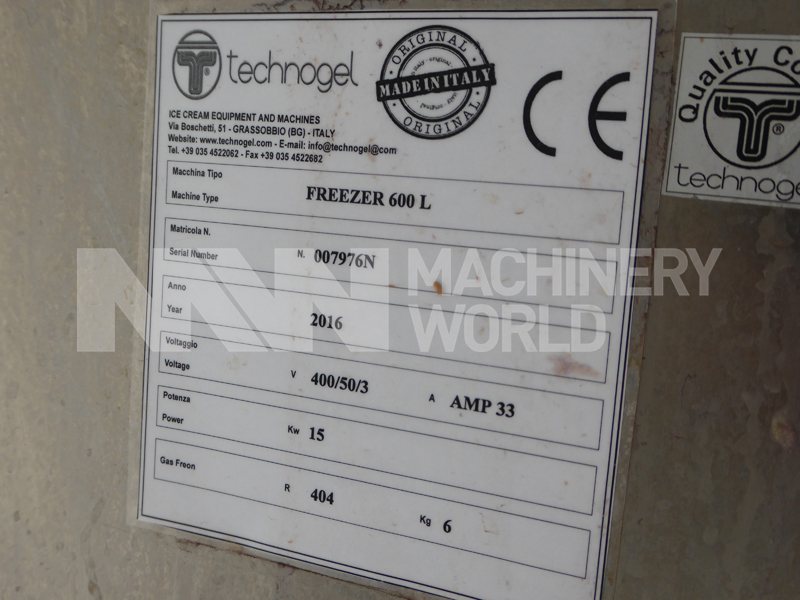 technogel
ORIGINAL
MADE IN ITALY
ORIGINAL
CE
ICE CREAM EQUIPMENT AND MACHINES
Via Boschetti, 51 - GRASSOBBIO (BG) - ITALY
Website: www.technogel.com - E-mail: info@technogel.com
Tel. +39 035 4522062 - Fax +39 035 4522682
Macchina Tipo
Machine Type FREEZER 600 L
Matricola N.
Serial Number N. 007976N
Anno
Year 2016
Voltaggio
Voltage V 400/50/3 A AMP 33
Potenza
Power Kw 15
Gas Freon R 404 Kg 6
Quality Co
T ®
technogel
MACHINERY
WORLD